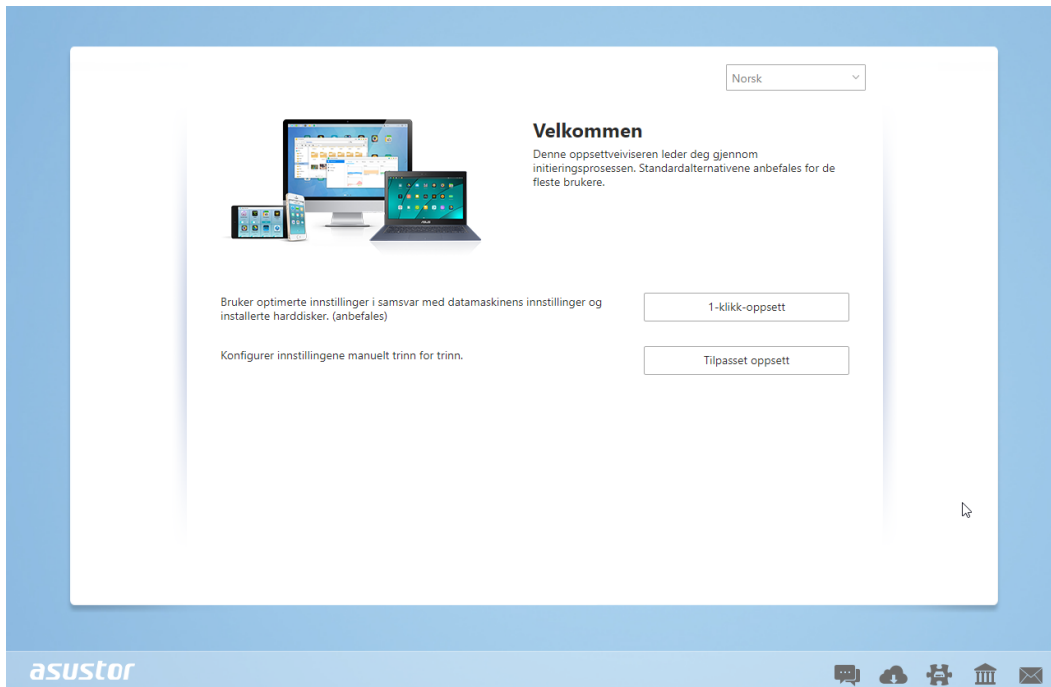 Norsk
Velkommen
Denne oppsettveiviseren leder deg gjennom
initieringsprosessen. Standardalternativene anbefales for de
fleste brukere.
Bruker optimerte innstillinger i samsvar med datamaskinens innstillinger og
installerte harddisker. (anbefales)
1-klikk-oppsett
Konfigurer innstillingene manuelt trinn for trinn.
Tilpasset oppsett
asustor